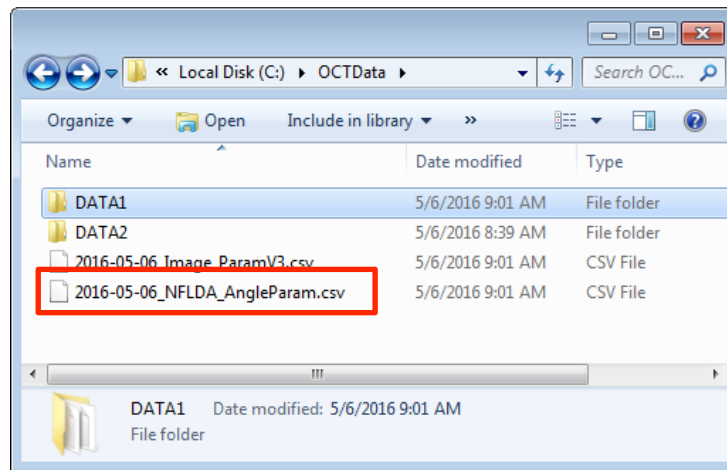 « Local Disk (C:) ▸ OCTData ▸ Search OC...
Organize ▾ Open Include in library ▾ »
Name Date modified Type
DATA1 5/6/2016 9:01 AM File folder
DATA2 5/6/2016 8:39 AM File folder
2016-05-06_Image_ParamV3.csv 5/6/2016 9:01 AM CSV File
2016-05-06_NFLDA_AngleParam.csv 5/6/2016 9:01 AM CSV File
DATA1 Date modified: 5/6/2016 9:01 AM
File folder